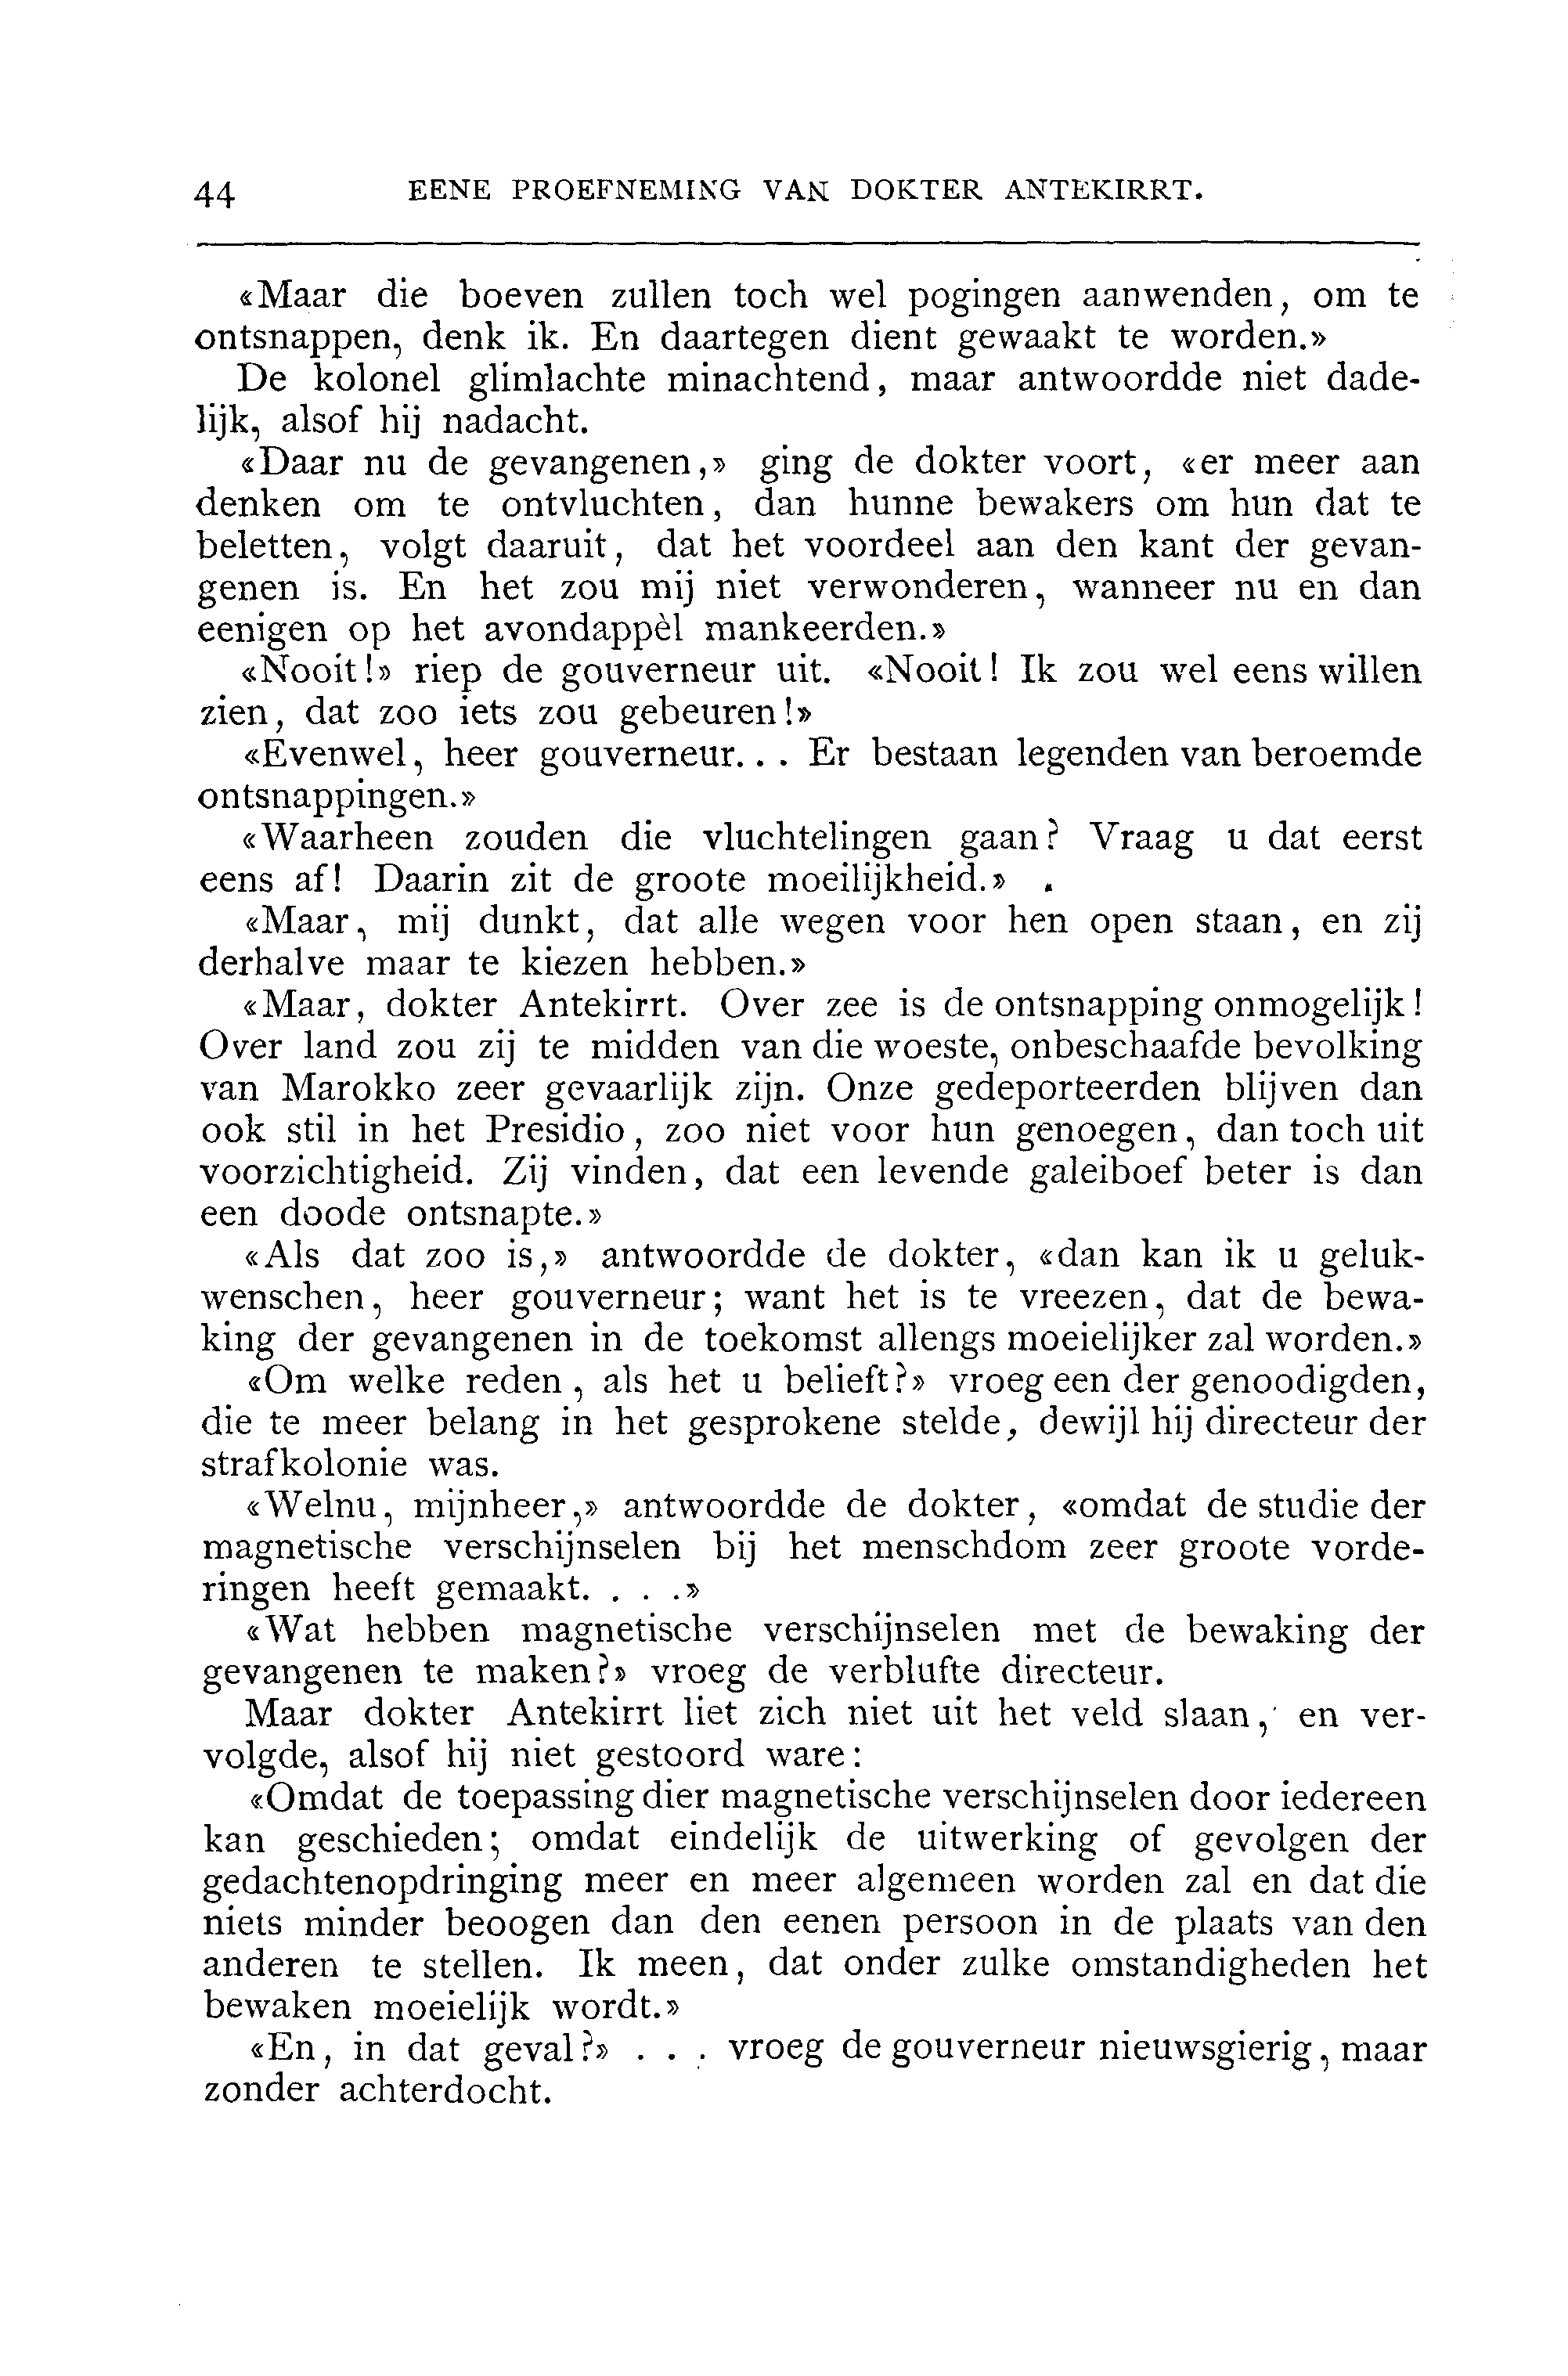 44 EENE PROEFNEMING VAN DOKTER ANTEKIRRT.
«Maar die boeven zullen toch wel pogingen aanwenden, om te
ontsnappen, denk ik. En daartegen dient gewaakt te worden.»
De kolonel glimlachte minachtend, maar antwoordde niet dade-
lijk, alsof hij nadacht.
«Daar nu de gevangenen,» ging de dokter voort, «er meer aan
denken om te ontvluchten, dan hunne bewakers om hun dat te
beletten, volgt daaruit, dat het voordeel aan den kant der gevan-
genen is. En het zou mij niet verwonderen, wanneer nu en dan
eenigen op het avondappèl mankeerden.»
«Nooit!» riep de gouverneur uit. «Nooit! Ik zou wel eens willen
zien, dat zoo iets zou gebeuren!»
«Evenwel, heer gouverneur... Er bestaan legenden van beroemde
ontsnappingen.»
«Waarheen zouden die vluchtelingen gaan? Vraag u dat eerst
eens af! Daarin zit de groote moeilijkheid.»
«Maar, mij dunkt, dat alle wegen voor hen open staan, en zij
derhalve maar te kiezen hebben.»
«Maar, dokter Antekirrt. Over zee is de ontsnapping onmogelijk!
Over land zou zij te midden van die woeste, onbeschaafde bevolking
van Marokko zeer gevaarlijk zijn. Onze gedeporteerden blijven dan
ook stil in het Presidio, zoo niet voor hun genoegen, dan toch uit
voorzichtigheid. Zij vinden, dat een levende galeiboef beter is dan
een doode ontsnapte.»
«Als dat zoo is,» antwoordde de dokter, «dan kan ik u geluk-
wenschen, heer gouverneur; want het is te vreezen, dat de bewa-
king der gevangenen in de toekomst allengs moeielijker zal worden.»
«Om welke reden, als het u belieft?» vroeg een der genoodigden,
die te meer belang in het gesprokene stelde, dewijl hij directeur der
strafkolonie was.
«Welnu, mijnheer,» antwoordde de dokter, «omdat de studie der
magnetische verschijnselen bij het menschdom zeer groote vorde-
ringen heeft gemaakt. . . .»
«Wat hebben magnetische verschijnselen met de bewaking der
gevangenen te maken?» vroeg de verblufte directeur.
Maar dokter Antekirrt liet zich niet uit het veld slaan, en ver-
volgde, alsof hij niet gestoord ware:
«Omdat de toepassing dier magnetische verschijnselen door iedereen
kan geschieden; omdat eindelijk de uitwerking of gevolgen der
gedachtenopdringing meer en meer algemeen worden zal en dat die
niets minder beoogen dan den eenen persoon in de plaats van den
anderen te stellen. Ik meen, dat onder zulke omstandigheden het
bewaken moeielijk wordt.»
«En, in dat geval?» . . . vroeg de gouverneur nieuwsgierig, maar
zonder achterdocht.